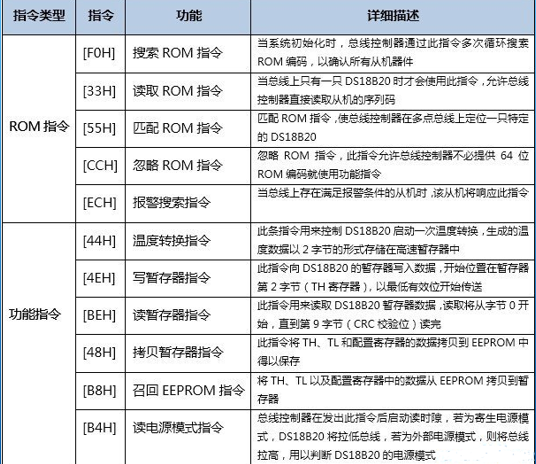 指令类型 指令 功能 详细描述
ROM 指令
[F0H] 搜索 ROM 指令 当系统初始化时，总线控制器通过此指令多次循环搜索
ROM 编码，以确认所有从机器件
[33H] 读取 ROM 指令 当总线上只有一只 DS18B20 时才会使用此指令，允许总线
控制器直接读取从机的序列码
[55H] 匹配 ROM 指令 匹配 ROM 指令，使总线控制器在多点总线上定位一只特定
的 DS18B20
[CCH] 忽略 ROM 指令 忽略 ROM 指令，此指令允许总线控制器不必提供 64 位
ROM 编码就使用功能指令
[ECH] 报警搜索指令 当总线上存在满足报警条件的从机时，该从机将响应此指令
功能指令
[44H] 温度转换指令 此条指令用来控制 DS18B20 启动一次温度转换，生成的温
度数据以 2 字节的形式存储在高速暂存器中
[4EH] 写暂存器指令 此指令向 DS18B20 的暂存器写入数据，开始位置在暂存器
第 2 字节（TH 寄存器），以最低有效位开始传送
[BEH] 读暂存器指令 此指令用来读取 DS18B20 暂存器数据，读取将从字节 0 开
始，直到第 9 字节（CRC 校验位）读完
[48H] 拷贝暂存器指令 此指令将 TH、TL 和配置寄存器的数据拷贝到 EEPROM 中
得以保存
[B8H] 召回 EEPROM 指令 将 TH、TL 以及配置寄存器中的数据从 EEPROM 拷贝到暂
存器
[B4H] 读电源模式指令 总线控制器在发出此指令后启动读时隙，若为寄生电源模
式，DS18B20 将拉低总线，若为外部电源模式，则将总线
拉高，用以判断 DS18B20 的电源模式